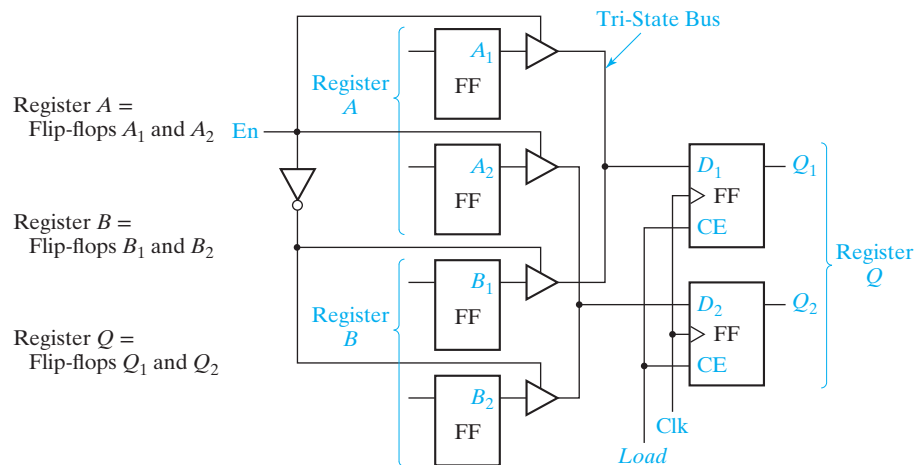 Tri-State Bus
Register A =
Flip-flops A₁ and A₂
En
Register
A
A₁
FF
A₂
FF
Register B =
Flip-flops B₁ and B₂
Register
B
B₁
FF
B₂
FF
Register Q =
Flip-flops Q₁ and Q₂
D₁
FF
CE
Q₁
D₂
FF
CE
Q₂
Register
Q
Clk
Load